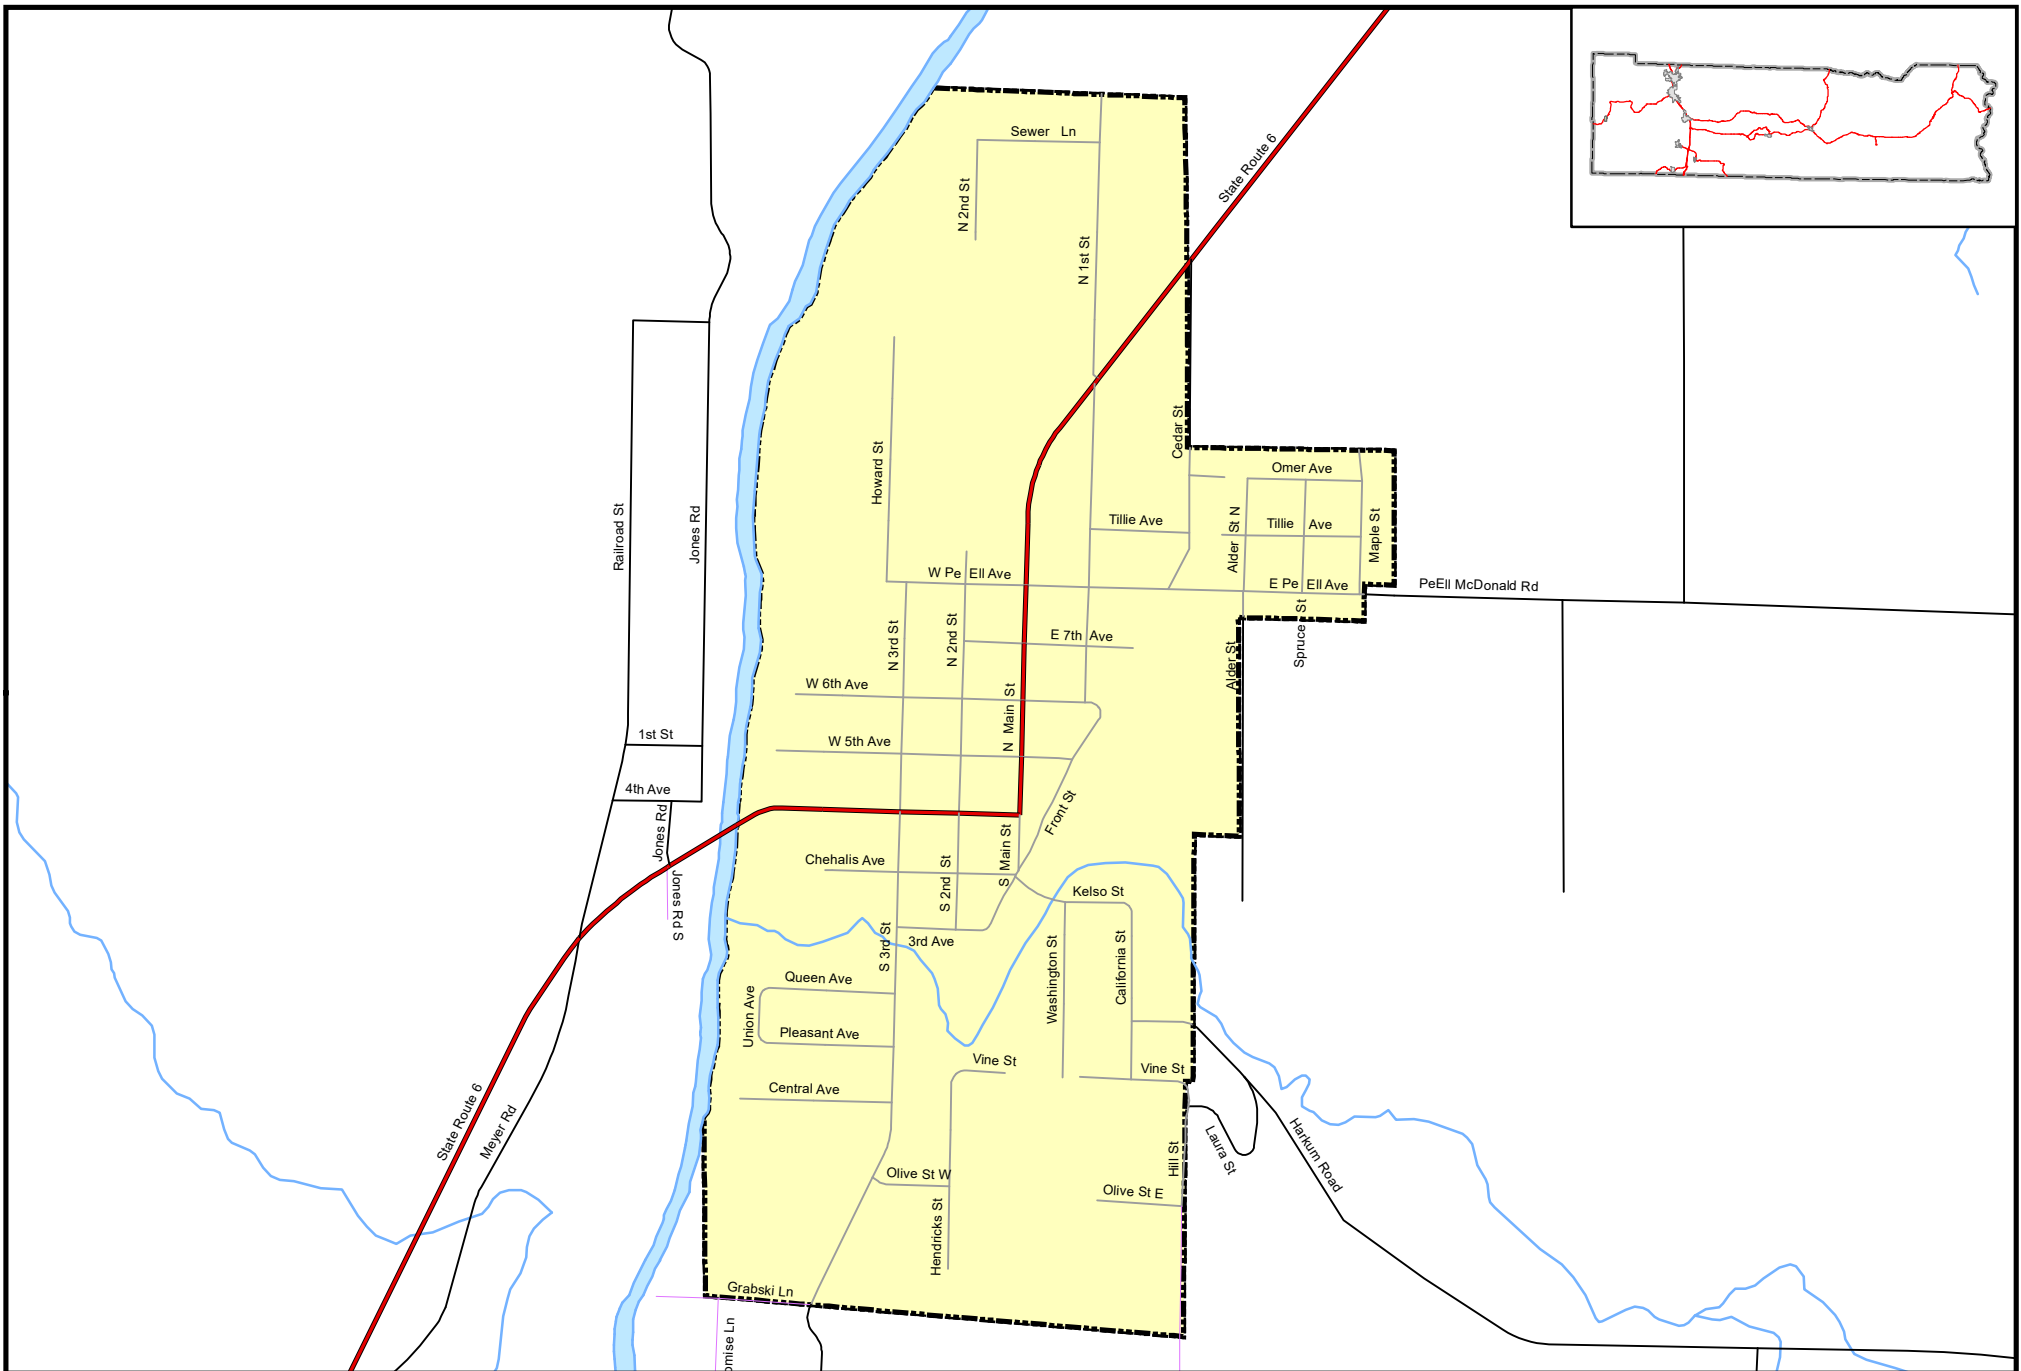 Sewer Ln
State Route 6
N 2nd St
N 1st St
Cedar St
Howard St
Omer Ave
Railroad St
Jones Rd
Tillie Ave
Alder St N
Tillie Ave
Maple St
W Pe Ell Ave
E Pe Ell Ave
PeEll McDonald Rd
N 3rd St
N 2nd St
E 7th Ave
Alder St
Spruce St
W 6th Ave
N Main St
1st St
W 5th Ave
4th Ave
Jones Rd
Front St
Chehalis Ave
S 2nd St
S Main St
Kelso St
Jones Rd S
S 3rd St
3rd Ave
Washington St
California St
Queen Ave
Union Ave
Pleasant Ave
Vine St
Vine St
Central Ave
State Route 6
Meyer Rd
Laura St
Harkum Road
Hill St
Olive St W
Olive St E
Hendricks St
Grabski Ln
omise Ln